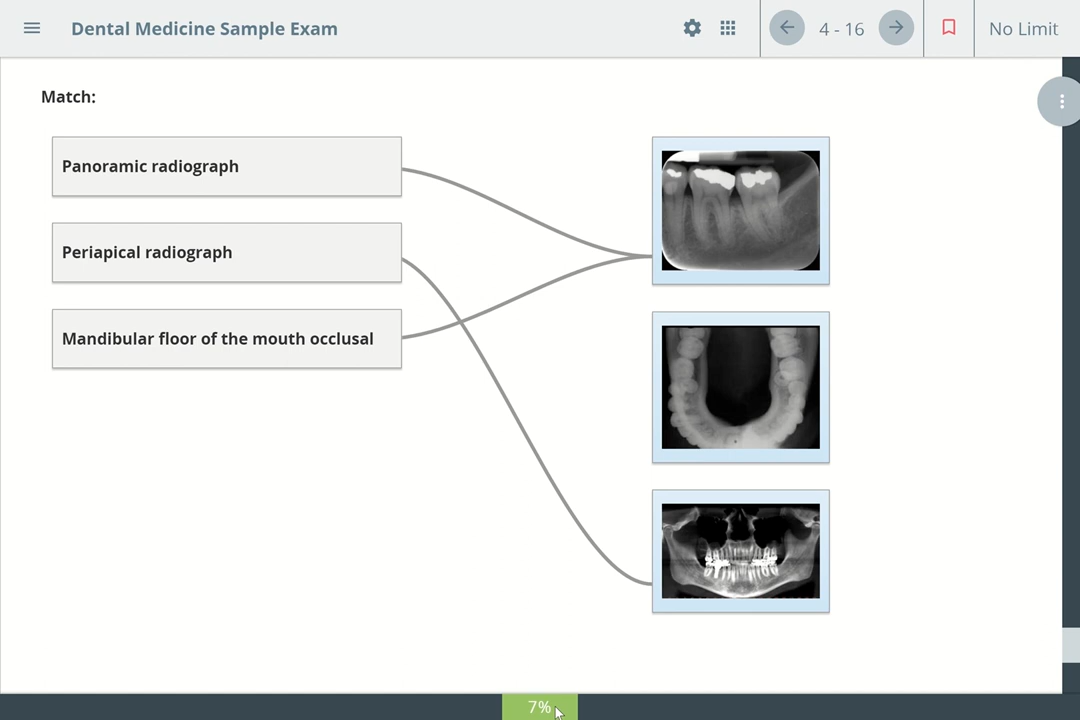 Dental Medicine Sample Exam
4 - 16
No Limit
Match:
Panoramic radiograph
Periapical radiograph
Mandibular floor of the mouth occlusal
7%